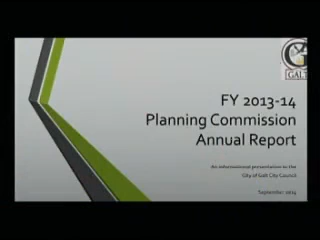 GALT
FY 2013-14
Planning Commission
Annual Report
An informational presentation to the
City of Galt City Council
September 2014